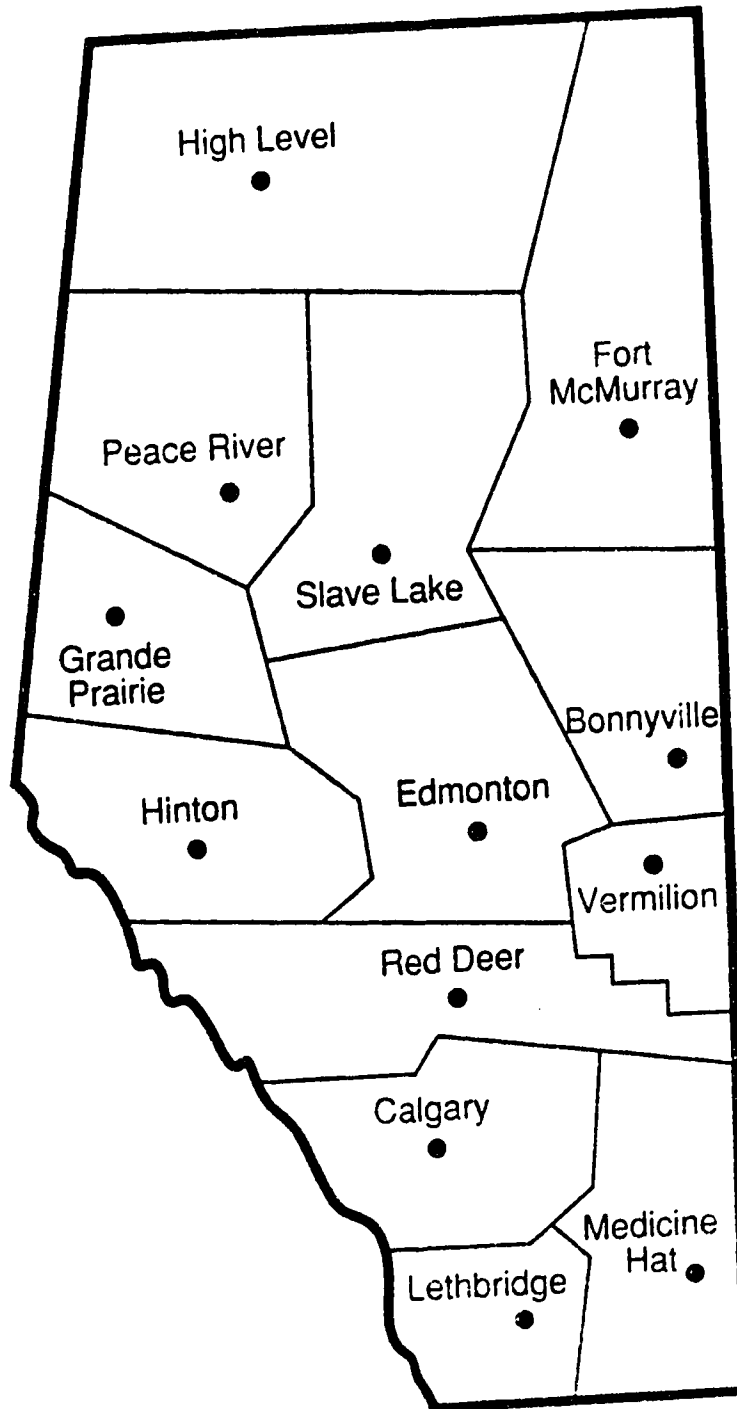 High Level
Fort
McMurray
Peace River
Slave Lake
Grande
Prairie
Bonnyville
Edmonton
Hinton
Vermilion
Red Deer
Calgary
Medicine
Hat
Lethbridge